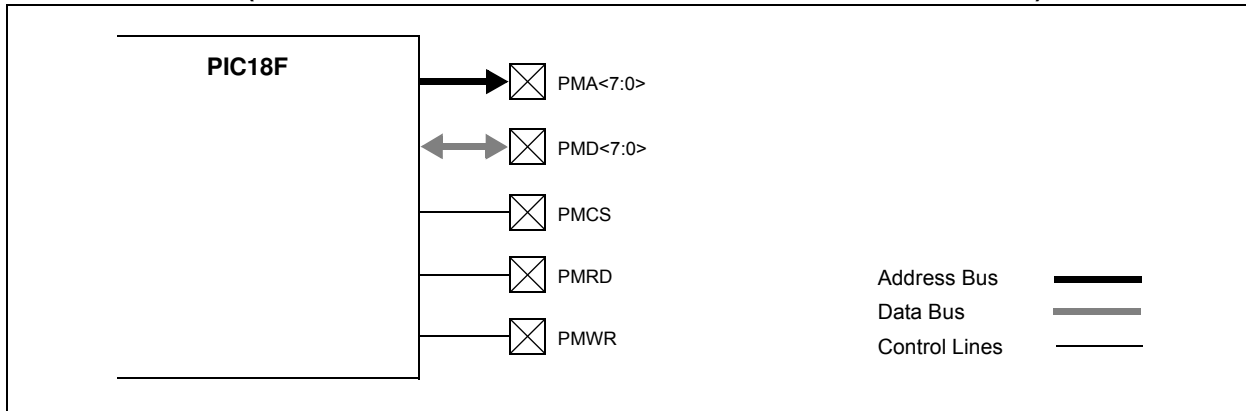 PIC18F
PMA<7:0>
PMD<7:0>
PMCS
PMRD
PMWR
Address Bus
Data Bus
Control Lines